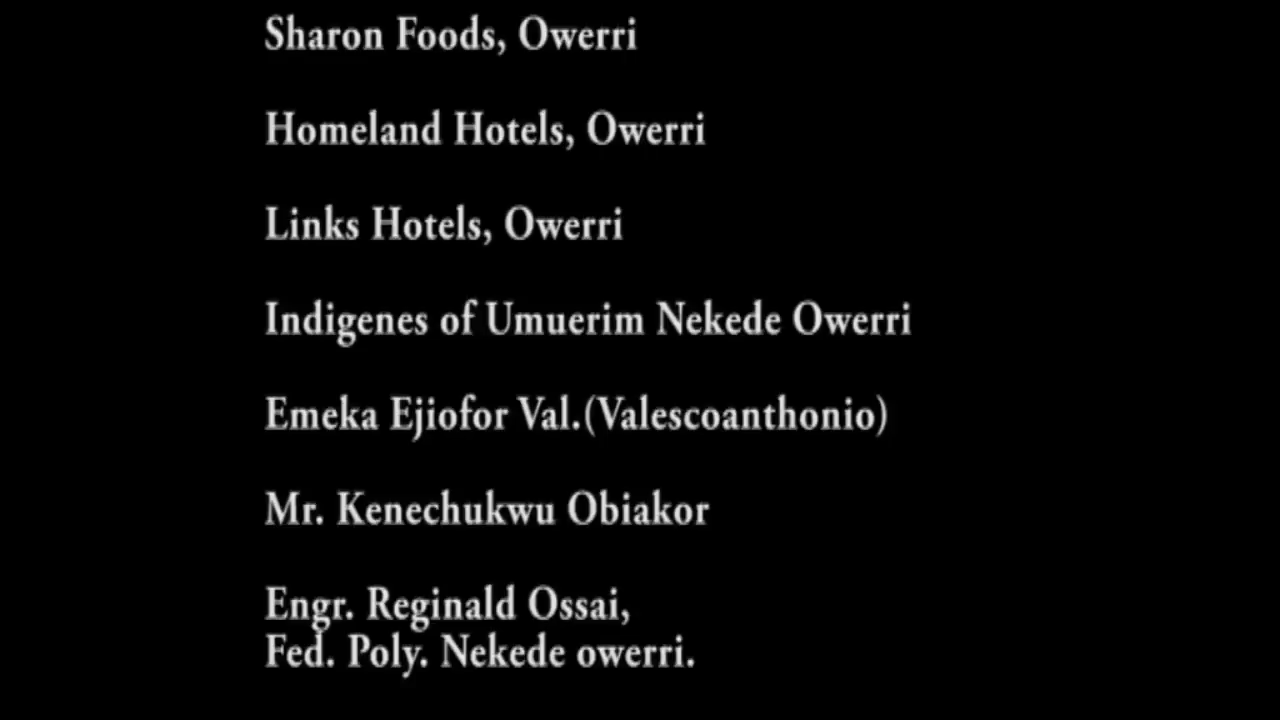 Sharon Foods, Owerri
Homeland Hotels, Owerri
Links Hotels, Owerri
Indigenes of Umuerim Nekede Owerri
Emeka Ejiofor Val.(Valescoanthonio)
Mr. Kenechukwu Obiakor
Engr. Reginald Ossai,
Fed. Poly. Nekede owerri.